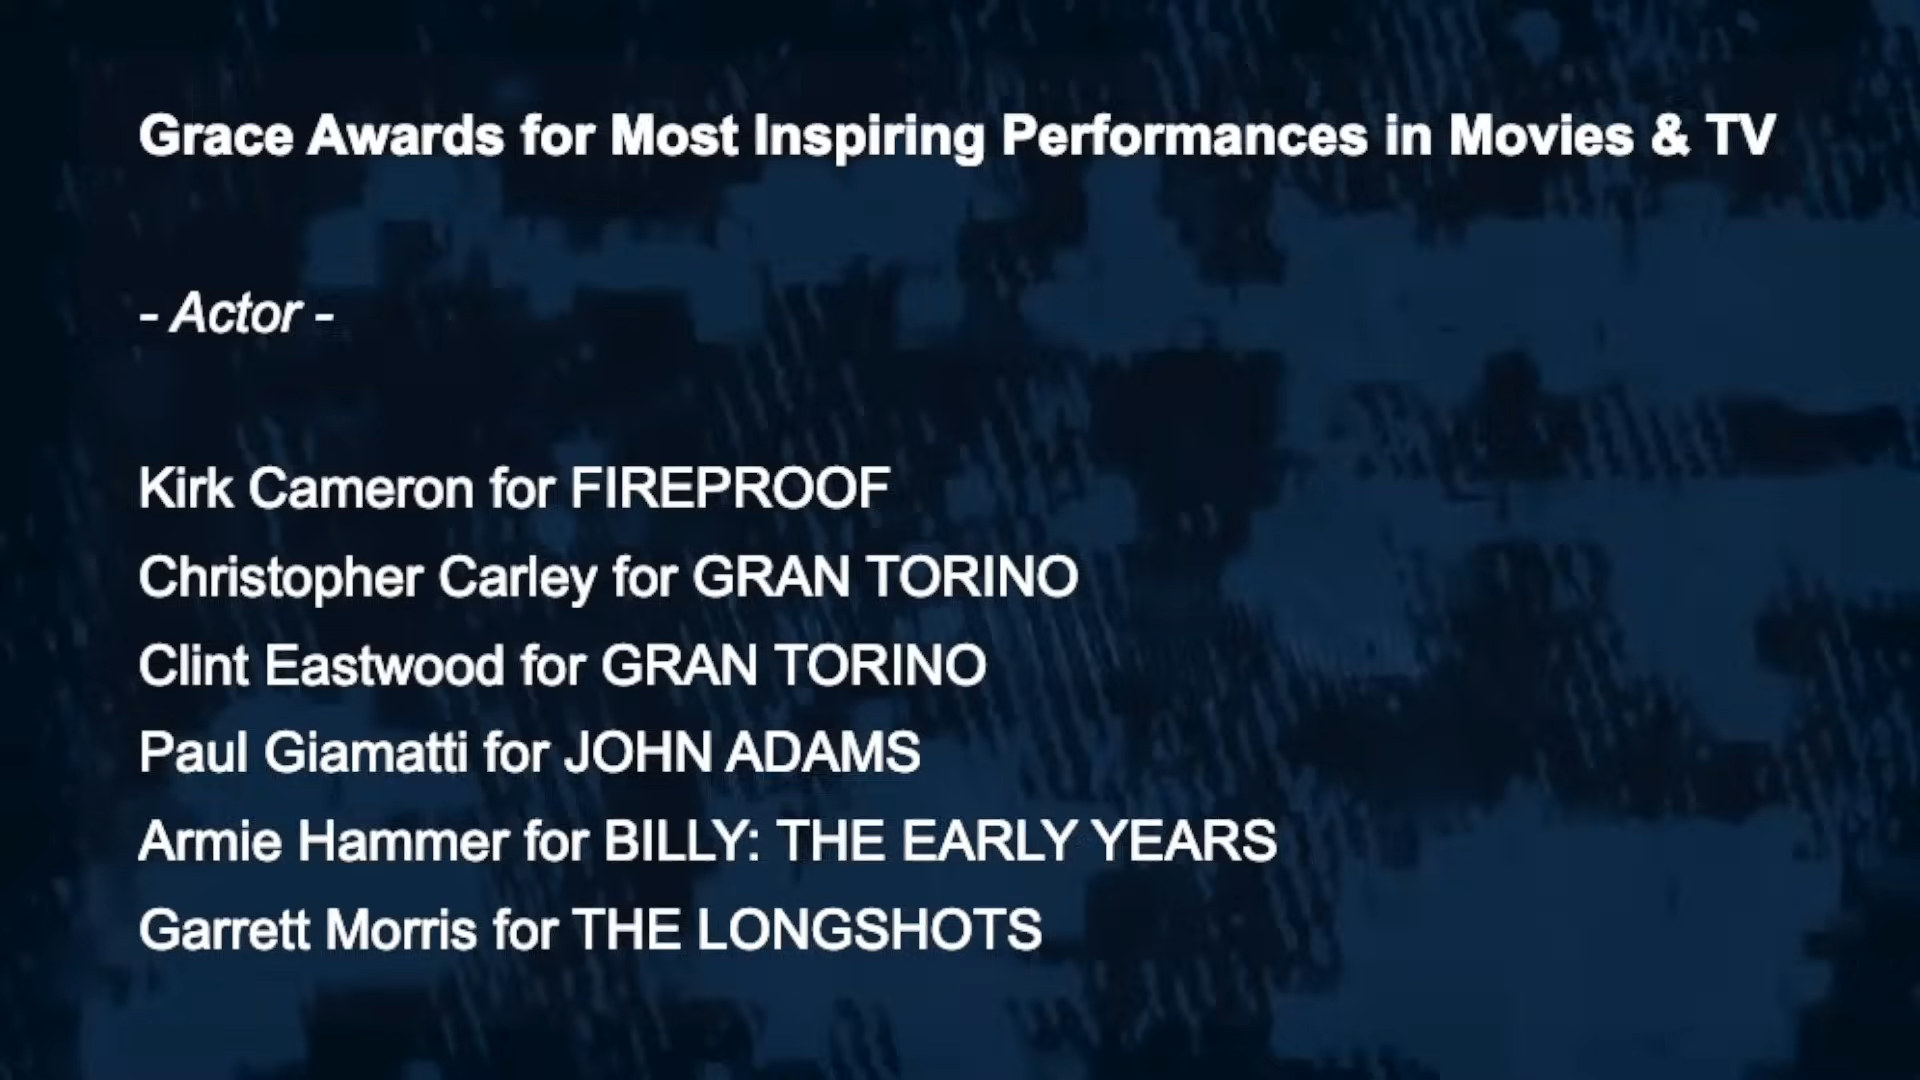 Grace Awards for Most Inspiring Performances in Movies & TV
- Actor -
Kirk Cameron for FIREPROOF
Christopher Carley for GRAN TORINO
Clint Eastwood for GRAN TORINO
Paul Giamatti for JOHN ADAMS
Armie Hammer for BILLY: THE EARLY YEARS
Garrett Morris for THE LONGSHOTS